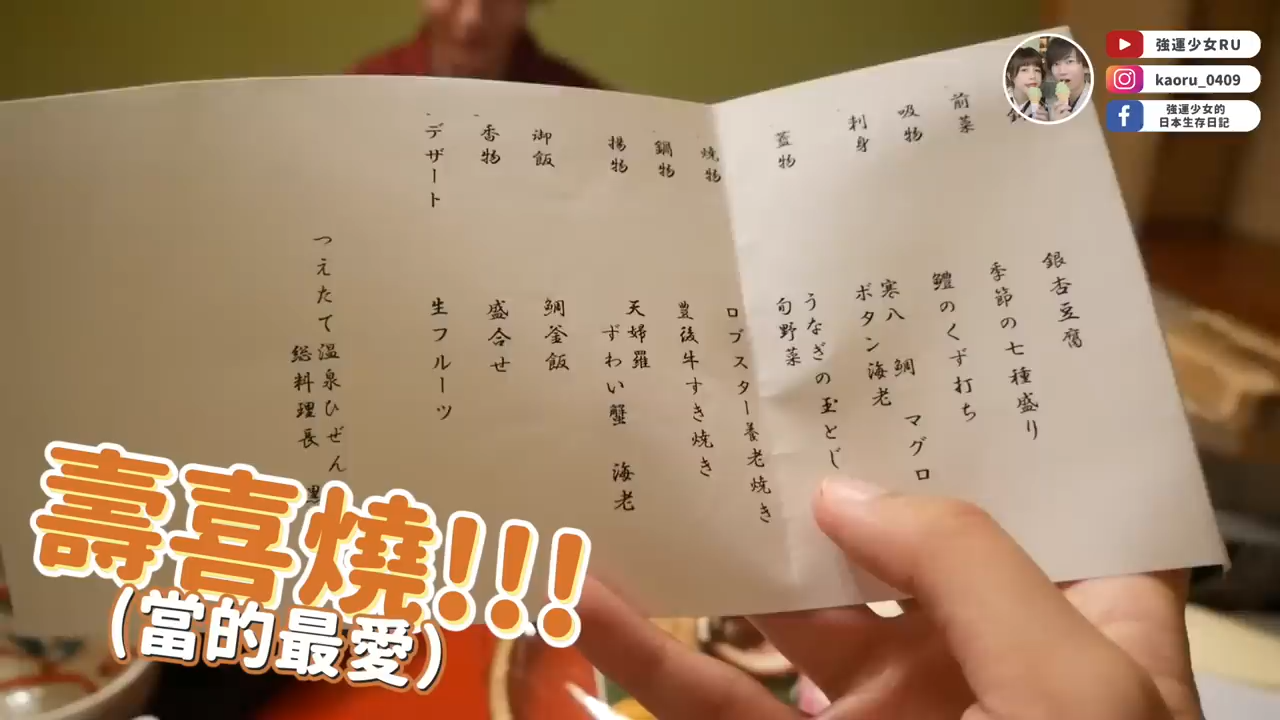 強運少女RU
kaoru_0409
強運少女的
日本生存日記
銀杏豆腐
前菜
季節の七種盛り
吸物
鱧のくず打ち
刺身
寒八 鯛 マグロ
ボタン海老
蓋物
うなぎの玉とじ
旬野菜
焼物
ロブスター養老焼き
鍋物
豊後牛すき焼き
揚物
天婦羅
ずわい蟹 海老
御飯
鯛釜飯
香物
盛合せ
デザート
生フルーツ
つえたて温泉ひぜん
総料理長
壽喜燒!!!
(當的最愛)